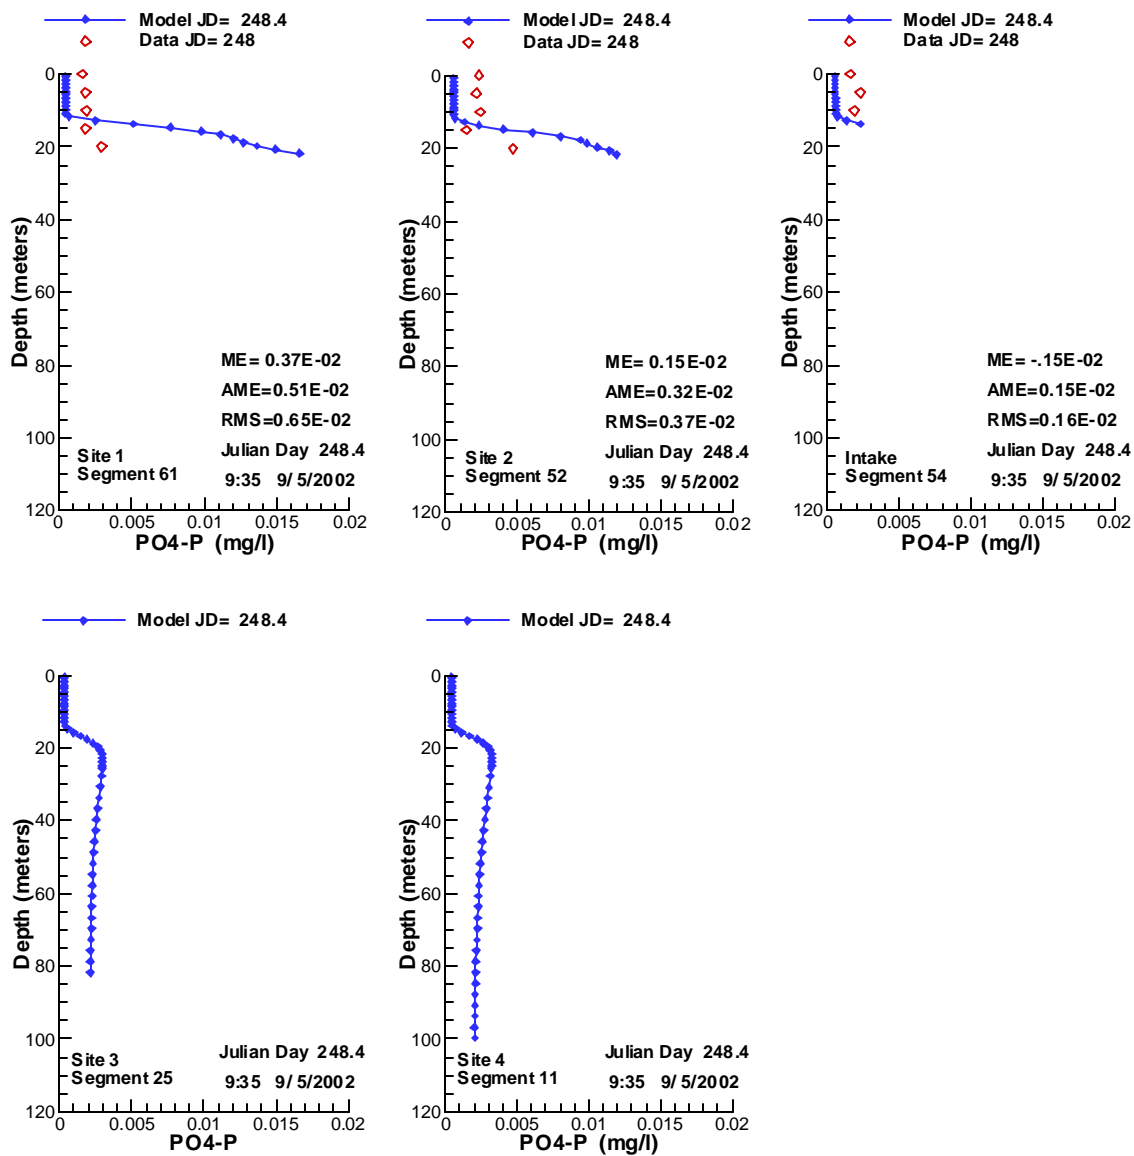 Model JD= 248.4
Data JD= 248
0
20
40
60
80
100
120
Depth (meters)
ME= 0.37E-02
AME=0.51E-02
RMS=0.65E-02
Site 1
Segment 61
Julian Day 248.4
9:35 9/ 5/2002
0 0.005 0.01 0.015 0.02
PO4-P (mg/l)
Model JD= 248.4
Data JD= 248
0
20
40
60
80
100
120
Depth (meters)
ME= 0.15E-02
AME=0.32E-02
RMS=0.37E-02
Site 2
Segment 52
Julian Day 248.4
9:35 9/ 5/2002
0 0.005 0.01 0.015 0.02
PO4-P (mg/l)
Model JD= 248.4
Data JD= 248
0
20
40
60
80
100
120
Depth (meters)
ME= -.15E-02
AME=0.15E-02
RMS=0.16E-02
Intake
Segment 54
Julian Day 248.4
9:35 9/ 5/2002
0 0.005 0.01 0.015 0.02
PO4-P (mg/l)
Model JD= 248.4
0
20
40
60
80
100
120
Depth (meters)
Site 3
Segment 25
Julian Day 248.4
9:35 9/ 5/2002
0 0.005 0.01 0.015 0.02
PO4-P
Model JD= 248.4
0
20
40
60
80
100
120
Depth (meters)
Site 4
Segment 11
Julian Day 248.4
9:35 9/ 5/2002
0 0.005 0.01 0.015 0.02
PO4-P (mg/l)